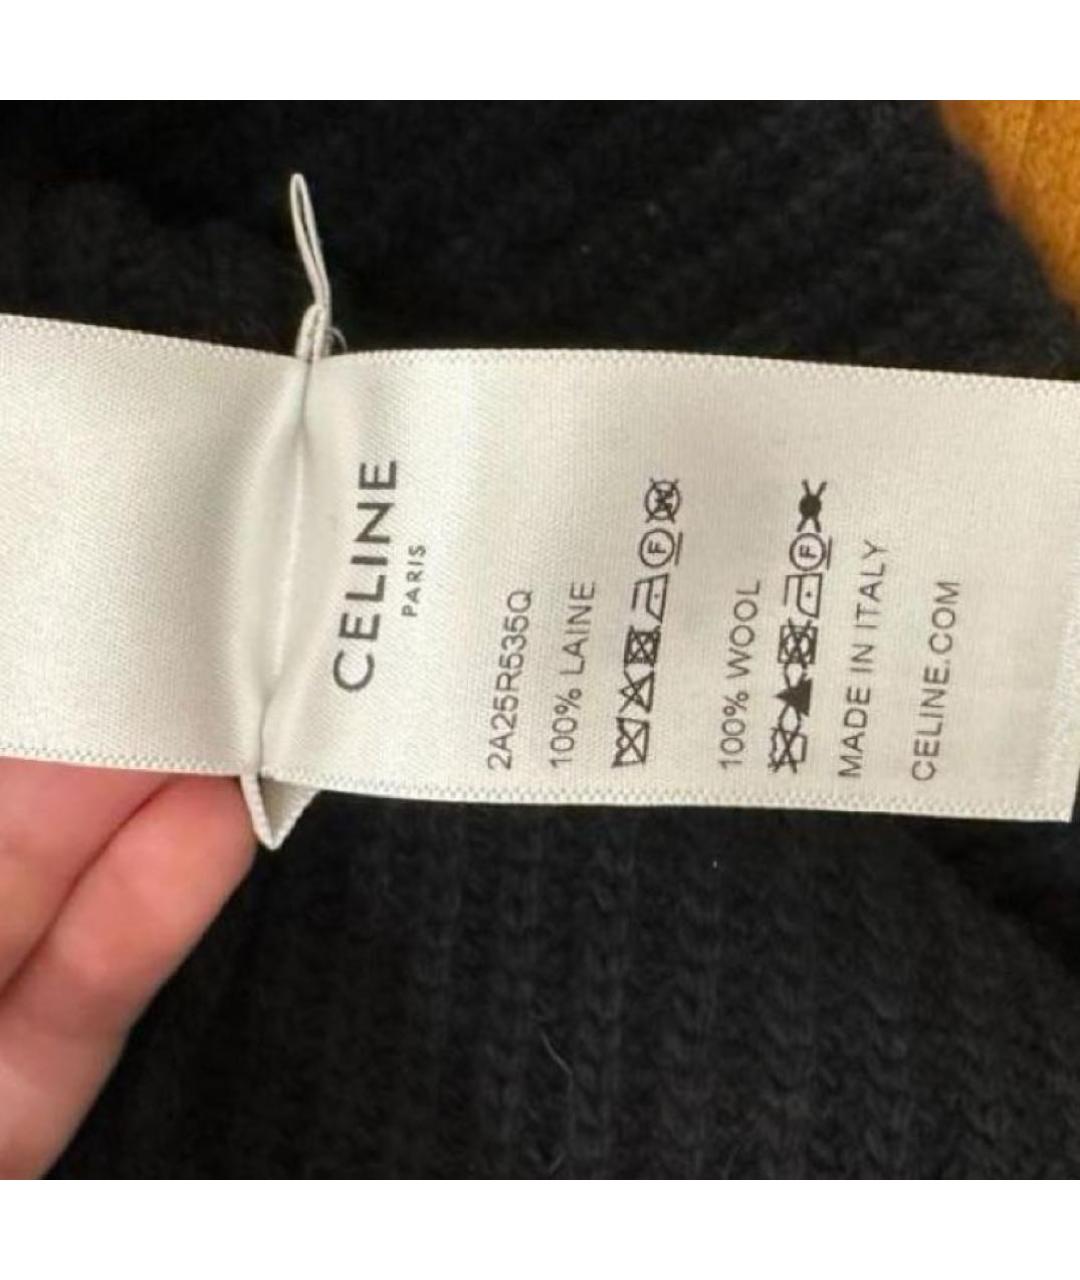 CELINE
PARIS
2A25R535Q
100% LAINE
F
W
100% WOOL
F
MADE IN ITALY
CELINE.COM